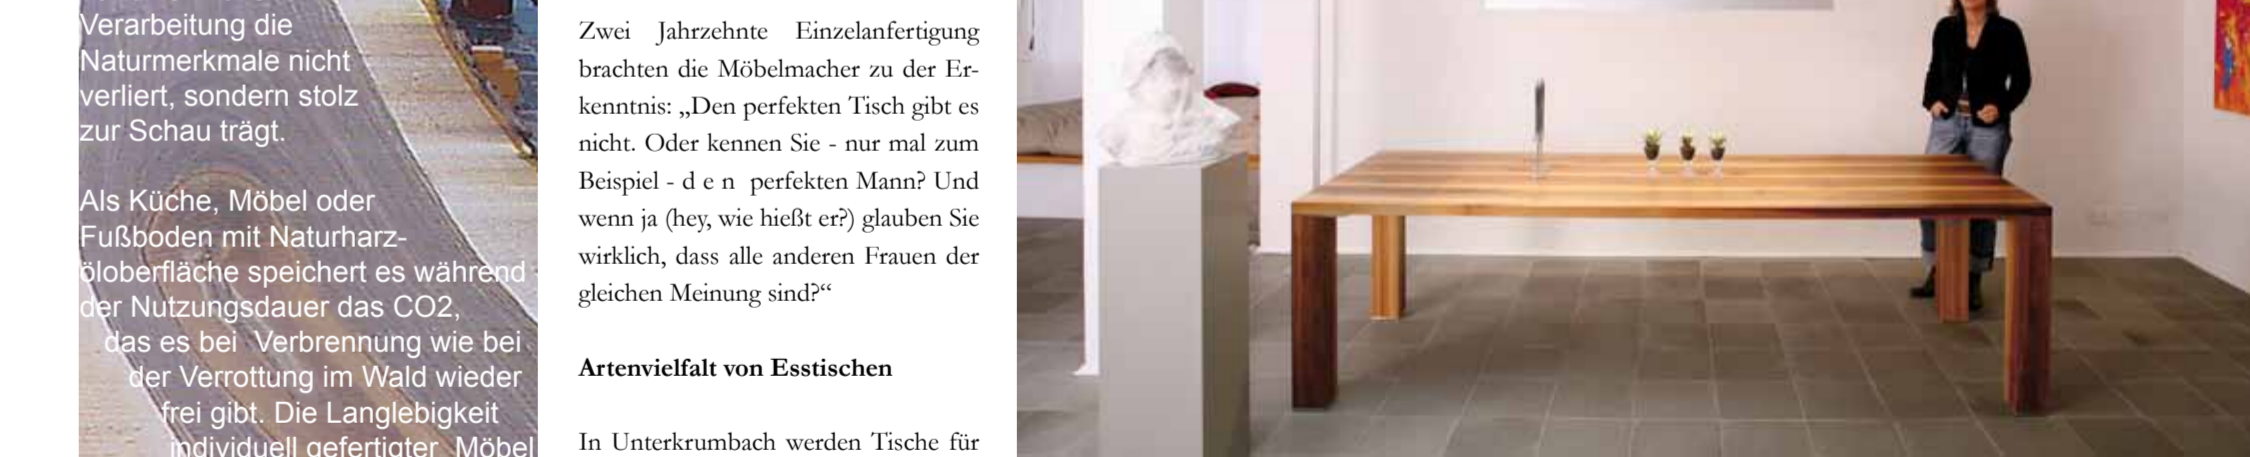 Verarbeitung die
Naturmerkmale nicht
verliert, sondern stolz
zur Schau trägt.
Als Küche, Möbel oder
Fußboden mit Naturharz-
öloberfläche speichert es während
der Nutzungsdauer das CO2,
das es bei Verbrennung wie bei
der Verrottung im Wald wieder
frei gibt. Die Langlebigkeit
individuell gefertigter Möbel
Zwei Jahrzehnte Einzelanfertigung
brachten die Möbelmacher zu der Er-
kenntnis: „Den perfekten Tisch gibt es
nicht. Oder kennen Sie - nur mal zum
Beispiel - d e n perfekten Mann? Und
wenn ja (hey, wie hießt er?) glauben Sie
wirklich, dass alle anderen Frauen der
gleichen Meinung sind?“
Artenvielfalt von Esstischen
In Unterkrumbach werden Tische für